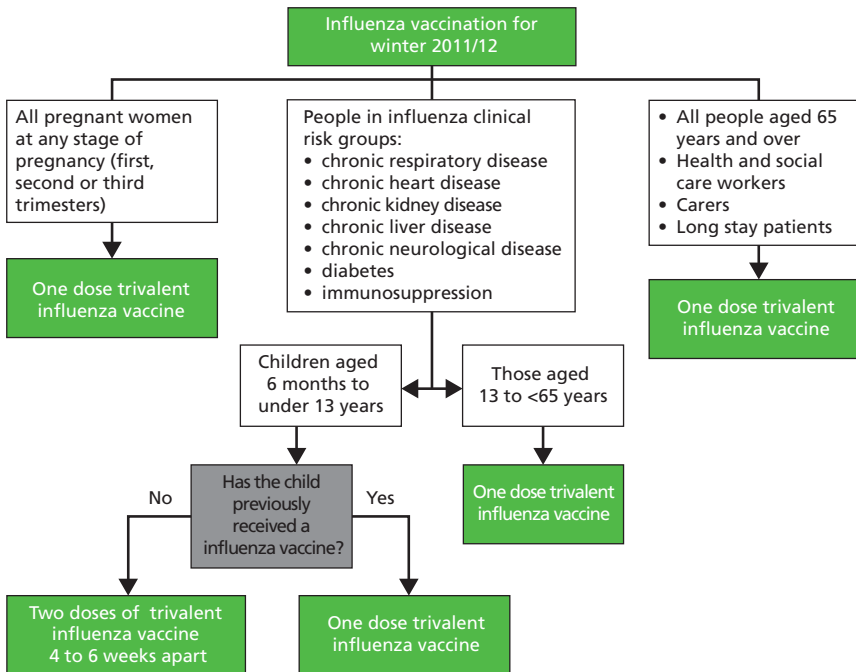 Influenza vaccination for
winter 2011/12
All pregnant women
at any stage of
pregnancy (first,
second or third
trimesters)
One dose trivalent
influenza vaccine
People in influenza clinical
risk groups:
• chronic respiratory disease
• chronic heart disease
• chronic kidney disease
• chronic liver disease
• chronic neurological disease
• diabetes
• immunosuppression
• All people aged 65
years and over
• Health and social
care workers
• Carers
• Long stay patients
One dose trivalent
influenza vaccine
Children aged
6 months to
under 13 years
Those aged
13 to <65 years
Has the child
previously
received a
influenza vaccine?
No
Yes
One dose trivalent
influenza vaccine
Two doses of trivalent
influenza vaccine
4 to 6 weeks apart
One dose trivalent
influenza vaccine